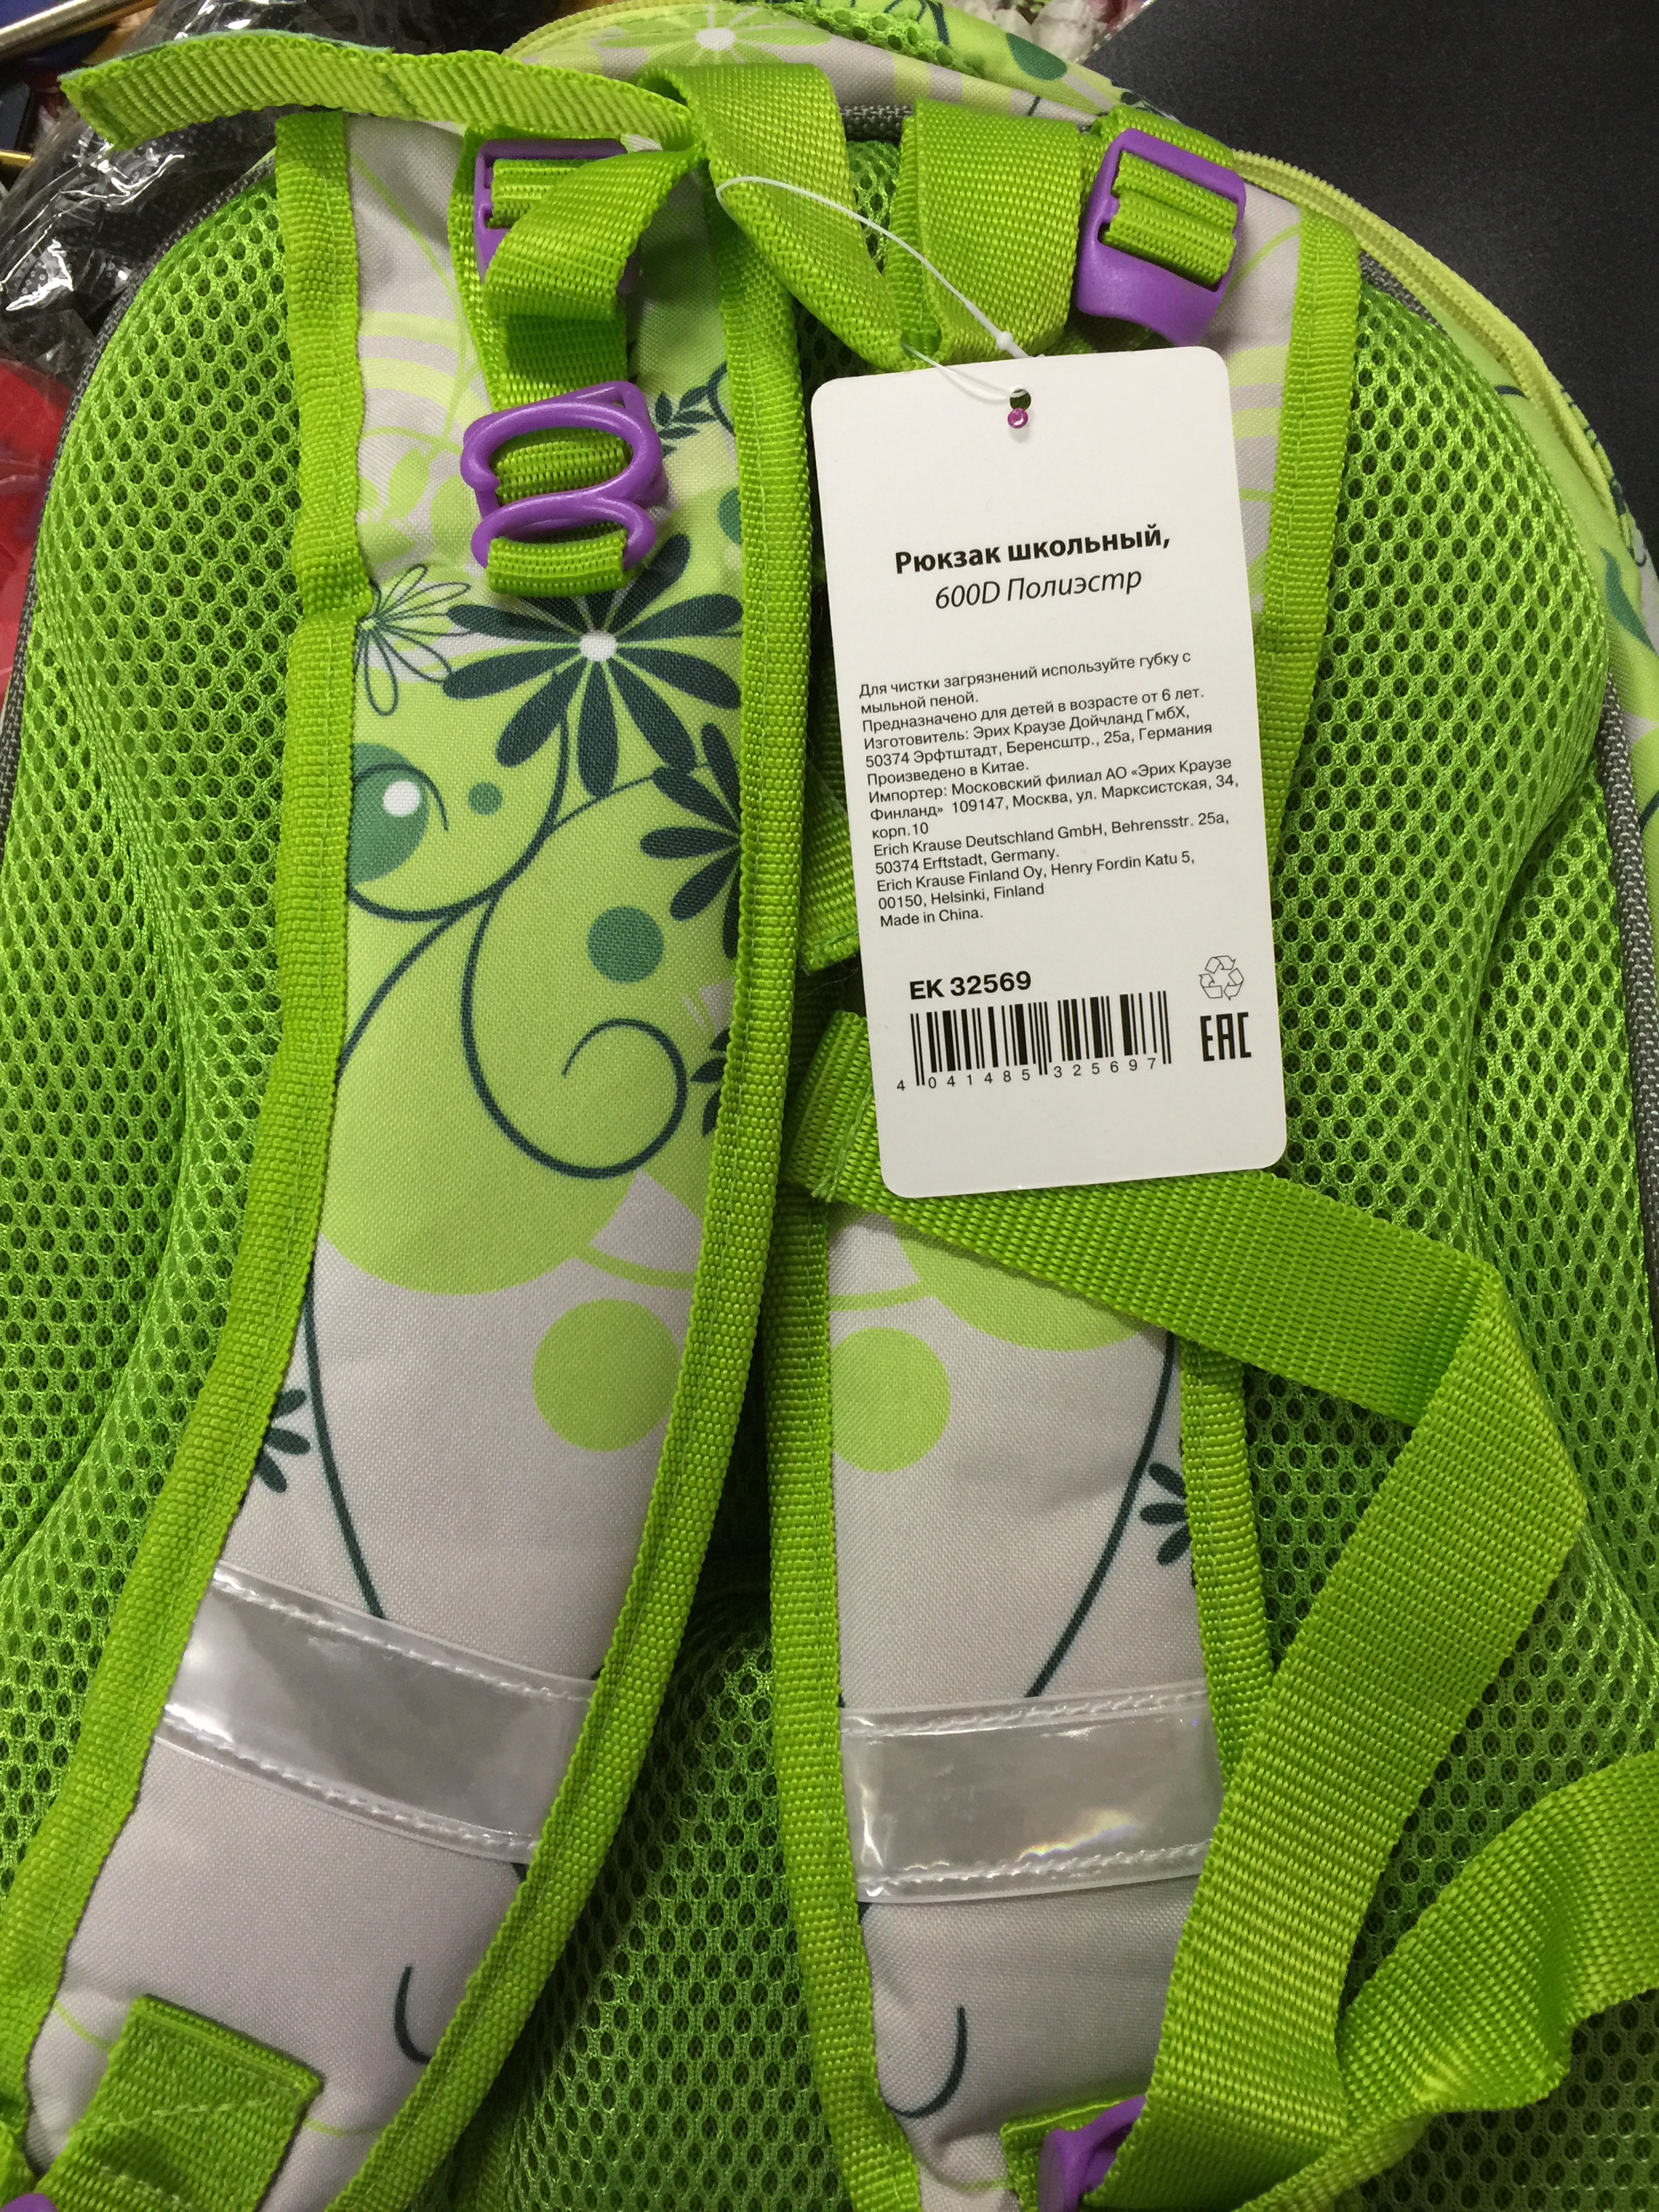 Рюкзак школьный,
600D Полиэстр
Для чистки загрязнений используйте губку с
мыльной пеной.
Предназначено для детей в возрасте от 6 лет.
Изготовитель: Эрих Краузе Дойчланд ГмбХ,
50374 Эрфтштадт, Беренсштр., 25а, Германия
Произведено в Китае.
Импортер: Московский филиал АО «Эрих Краузе
Финланд» 109147, Москва, ул. Марксистская, 34,
корп.10
Erich Krause Deutschland GmbH, Behrensstr. 25a,
50374 Erftstadt, Germany.
Erich Krause Finland Oy, Henry Fordin Katu 5,
00150, Helsinki, Finland
Made in China.
EK 32569
EAC
4 041485 325697